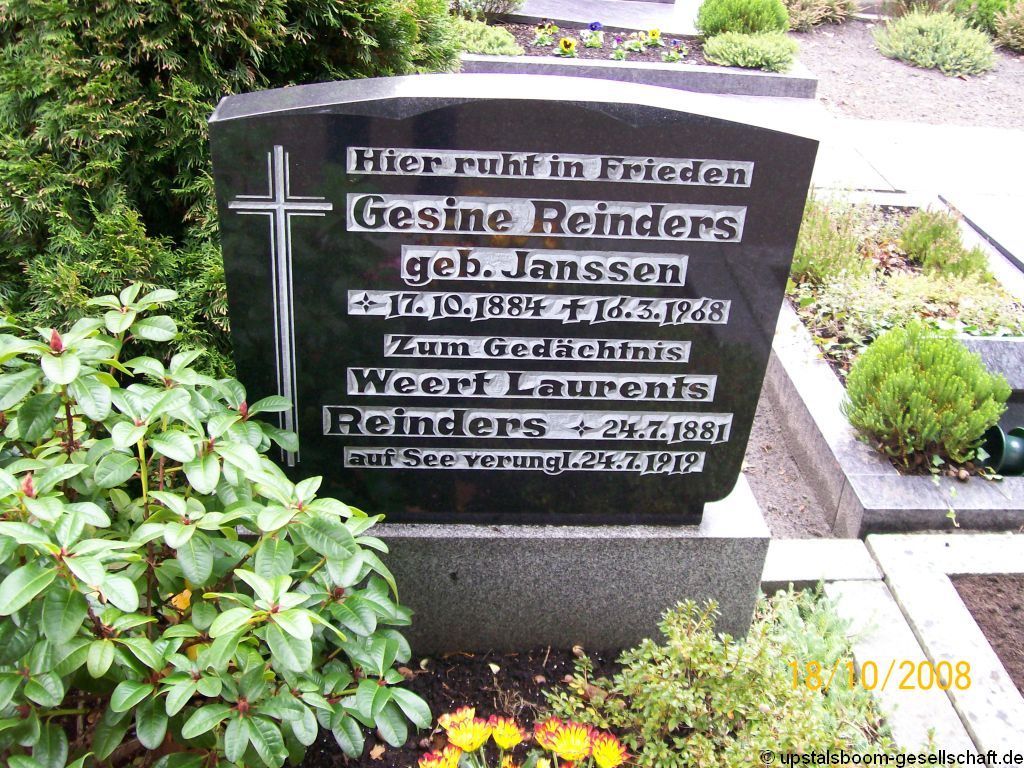 Hier ruht in Frieden
Gesine Reinders
geb. Janssen
✧ 17.10.1884 ✝ 16.3.1968
Zum Gedächtnis
Weert Laurents
Reinders ✧ 24.7.1881
auf See verungl. 24.7.1919
18/10/2008
© upstalsboom-gesellschaft.de